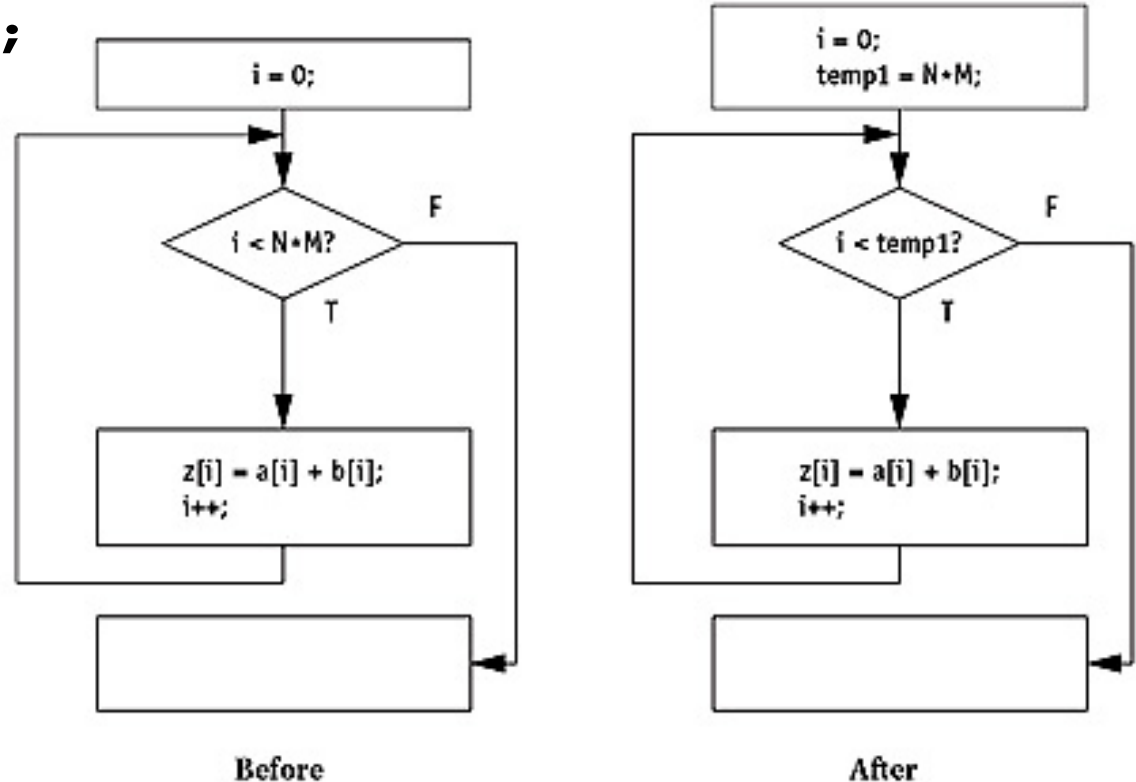 ;
i = 0;
i < N*M?
F
T
z[i] = a[i] + b[i];
i++;
Before
i = 0;
temp1 = N*M;
i < temp1?
F
T
z[i] = a[i] + b[i];
i++;
After